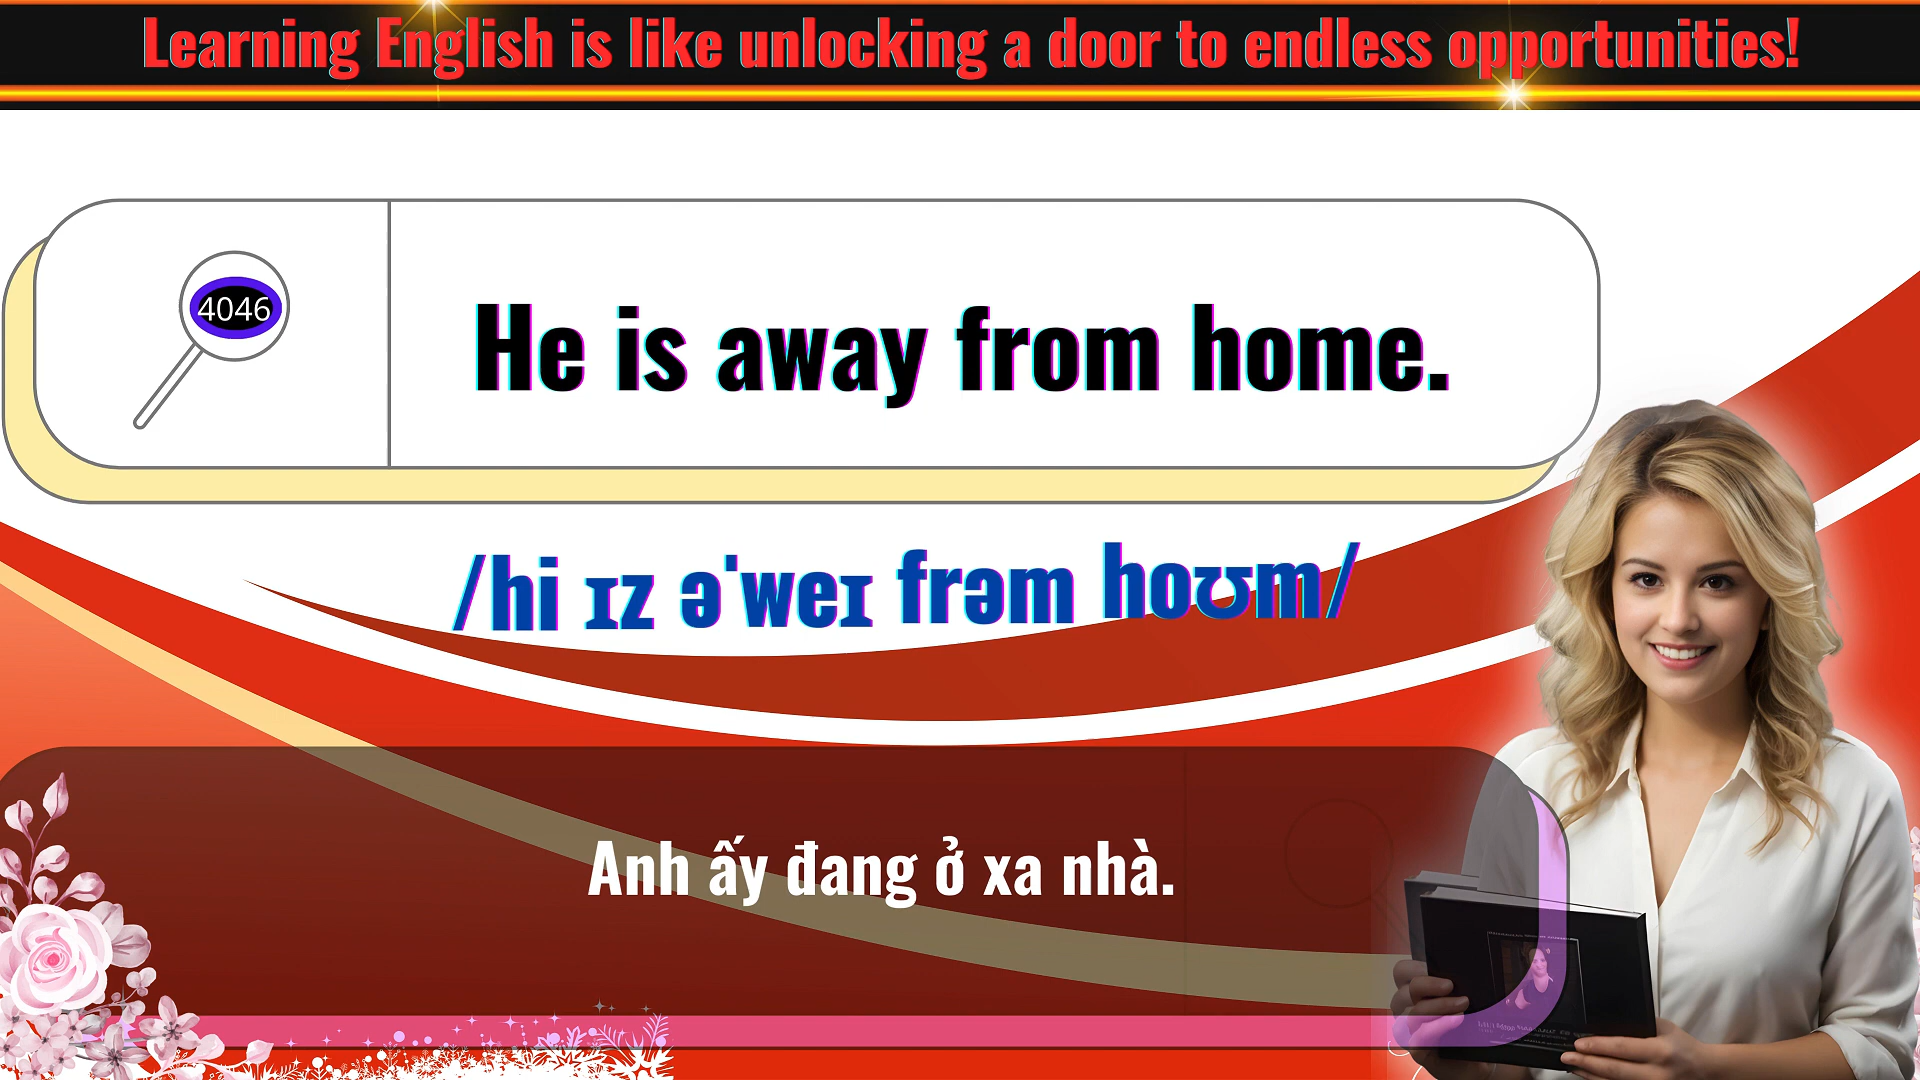 Learning English is like unlocking a door to endless opportunities!
4046
He is away from home.
/hi ɪz əˈweɪ frəm hoʊm/
Anh ấy đang ở xa nhà.